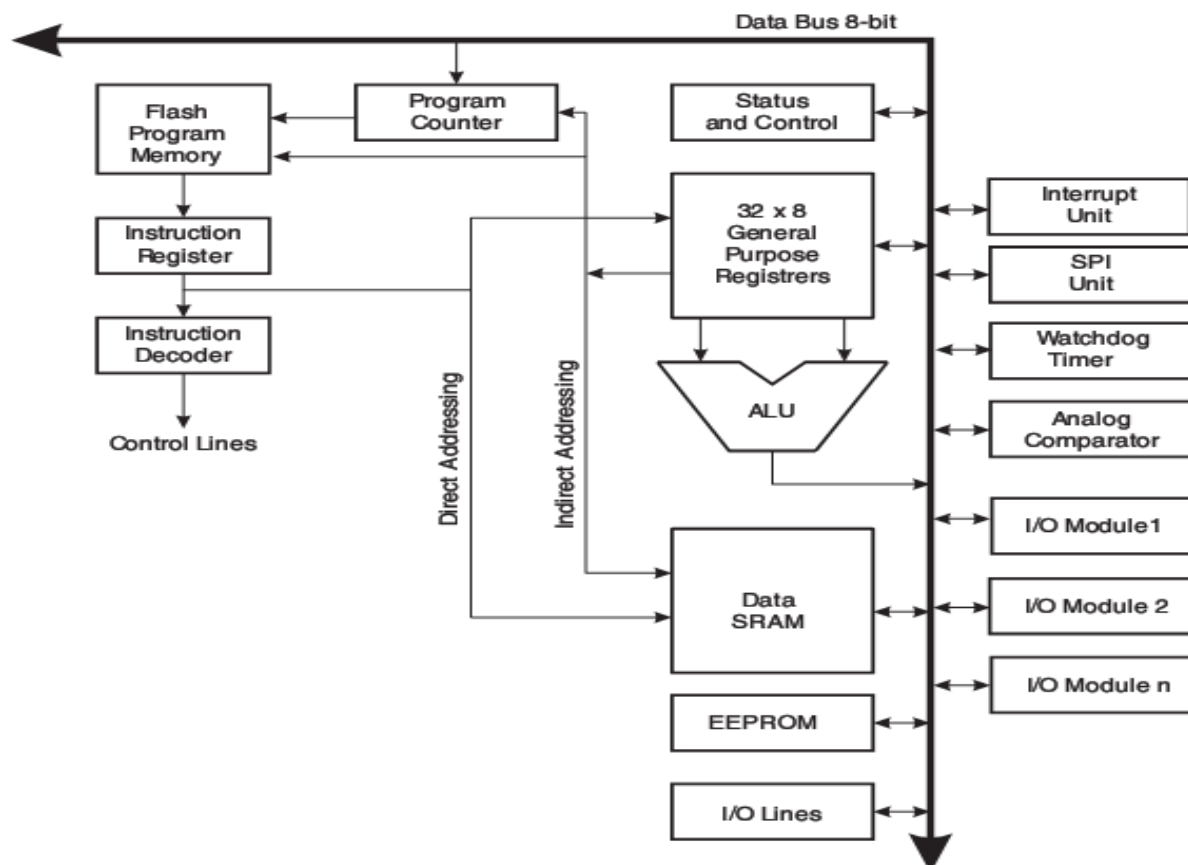 Data Bus 8-bit
Flash
Program
Memory
Program
Counter
Status
and Control
Instruction
Register
32 x 8
General
Purpose
Registrers
Interrupt
Unit
SPI
Unit
Instruction
Decoder
Watchdog
Timer
ALU
Analog
Comparator
Control Lines
Direct Addressing
Indirect Addressing
I/O Module1
Data
SRAM
I/O Module 2
I/O Module n
EEPROM
I/O Lines